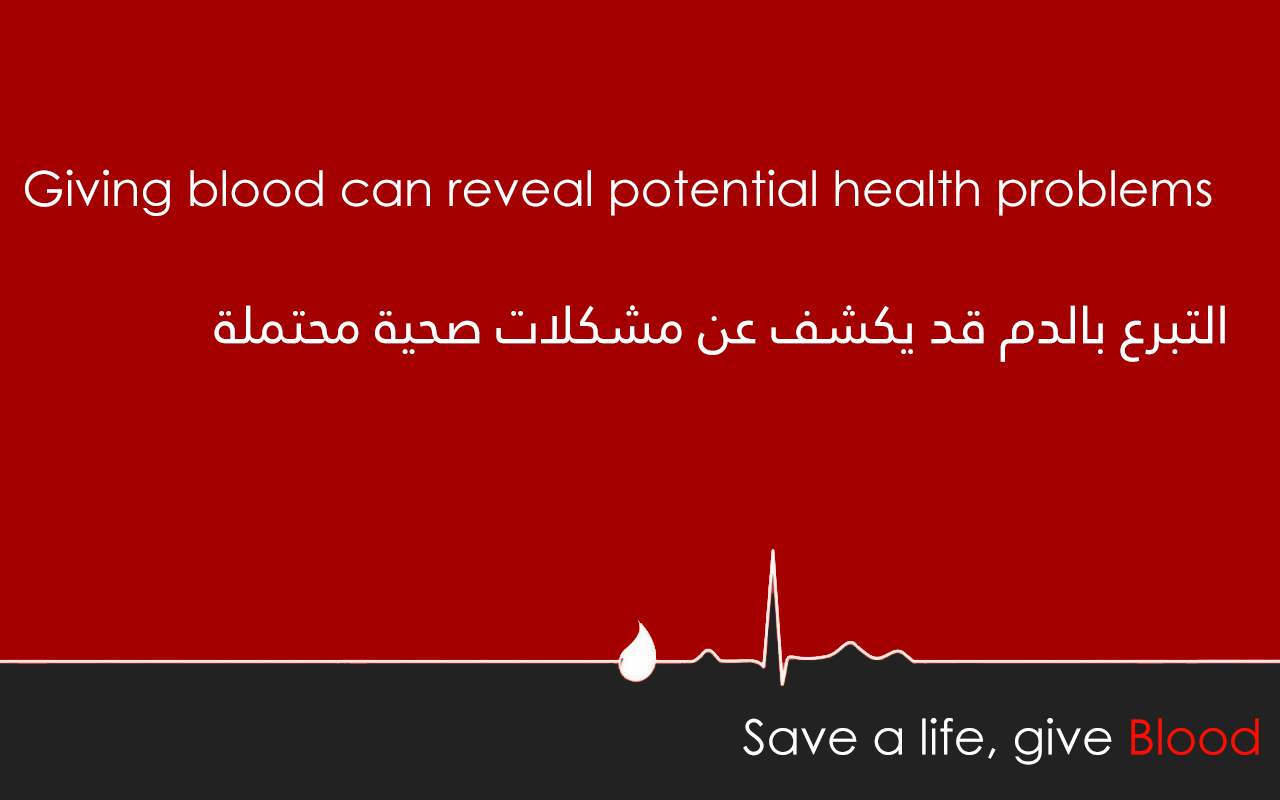 Giving blood can reveal potential health problems
التبرع بالدم قد يكشف عن مشكلات صحية محتملة
Save a life, give Blood